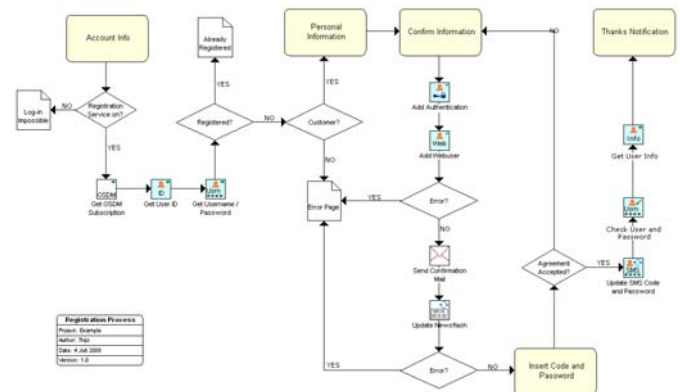 Account Info
NO
Registration
Service on?
Log-in
Impossible
YES
OSDM
Get OSDM
Subscription
ID
Get User ID
Usrn
Get Username /
Password
Already
Registered
YES
Registered?
NO
Personal
Information
YES
Customer?
NO
Error Page
Confirm Information
Add Authentication
Web
Add Webuser
YES
Error?
NO
Send Confirmation
Mail
Update Newsflash
YES
Error?
NO
Insert Code and
Password
Agreement
Accepted?
NO
YES
SMS
Update SMS Code
and Password
Usrn
Check User and
Password
Info
Get User Info
Thanks Notification
Registration Process
Project: Example
Date: 4 Juli 2009
Version: 1.0